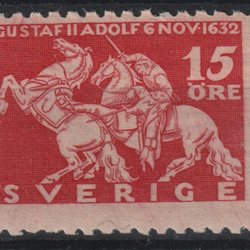 GUSTAF II ADOLF 6 NOV·1632
15
ÖRE
SVERIGE